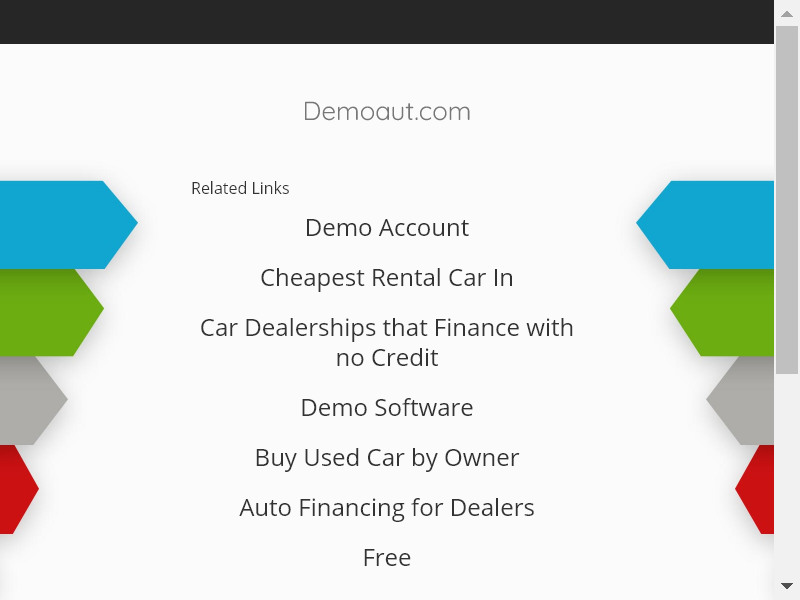 Demoaut.com
Related Links
Demo Account
Cheapest Rental Car In
Car Dealerships that Finance with
no Credit
Demo Software
Buy Used Car by Owner
Auto Financing for Dealers
Free